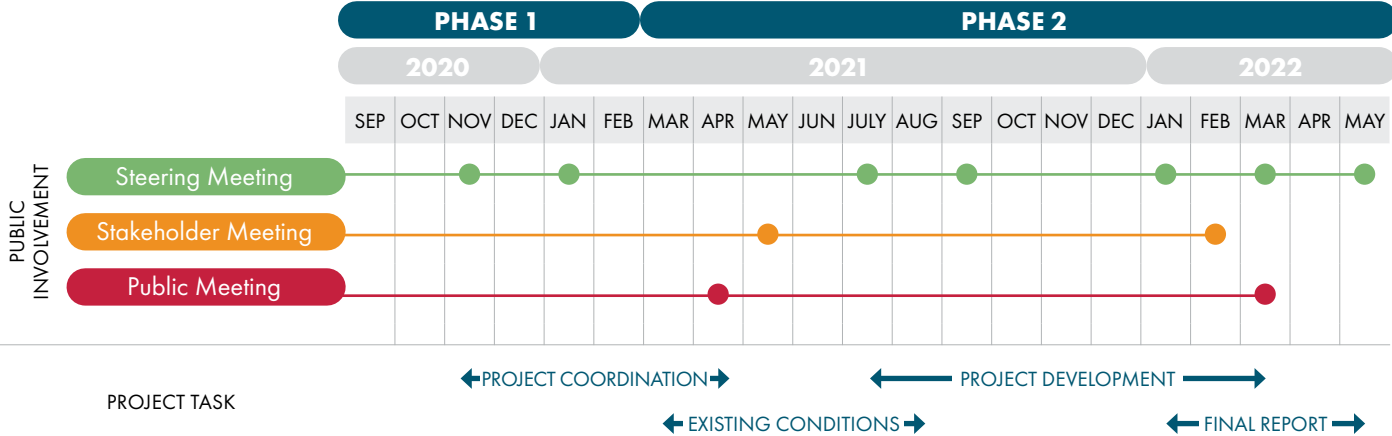 PHASE 1 PHASE 2
2020 2021 2022
SEP OCT NOV DEC JAN FEB MAR APR MAY JUN JULY AUG SEP OCT NOV DEC JAN FEB MAR APR MAY
PUBLIC
INVOLVEMENT
Steering Meeting
Stakeholder Meeting
Public Meeting
PROJECT TASK
PROJECT COORDINATION PROJECT DEVELOPMENT
EXISTING CONDITIONS FINAL REPORT